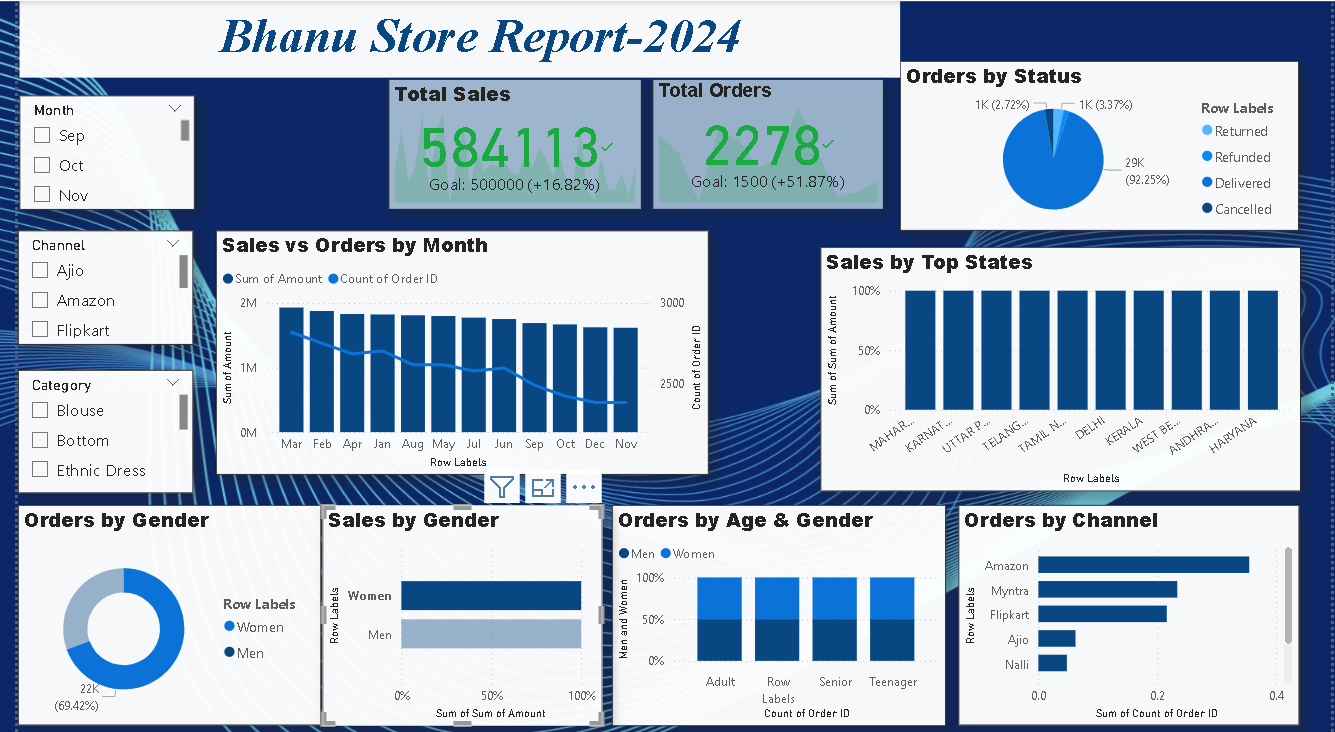 Bhanu Store Report-2024
Month
Sep
Oct
Nov
Total Sales
584113
Goal: 500000 (+16.82%)
Total Orders
2278
Goal: 1500 (+51.87%)
Orders by Status
1K (2.72%)
1K (3.37%)
29K
(92.25%)
Row Labels
Returned
Refunded
Delivered
Cancelled
Channel
Ajio
Amazon
Flipkart
Category
Blouse
Bottom
Ethnic Dress
Sales vs Orders by Month
Sum of Amount
Count of Order ID
Sum of Amount
2M
1M
0M
3000
2500
Count of Order ID
Mar Feb Apr Jan Aug May Jul Jun Sep Oct Dec Nov
Row Labels
Sales by Top States
Sum of Sum of Amount
100%
50%
0%
MAHAR... KARNAT... UTTAR P... TELANG... TAMIL N... DELHI KERALA WEST BE... ANDHRA... HARYANA
Row Labels
Orders by Gender
22K
(69.42%)
Row Labels
Women
Men
Sales by Gender
Row Labels
Women
Men
0% 50% 100%
Sum of Sum of Amount
Orders by Age & Gender
Men Women
Men and Women
100%
50%
0%
Adult Row Labels Senior Teenager
Count of Order ID
Orders by Channel
Row Labels
Amazon
Myntra
Flipkart
Ajio
Nalli
0.0 0.2 0.4
Sum of Count of Order ID